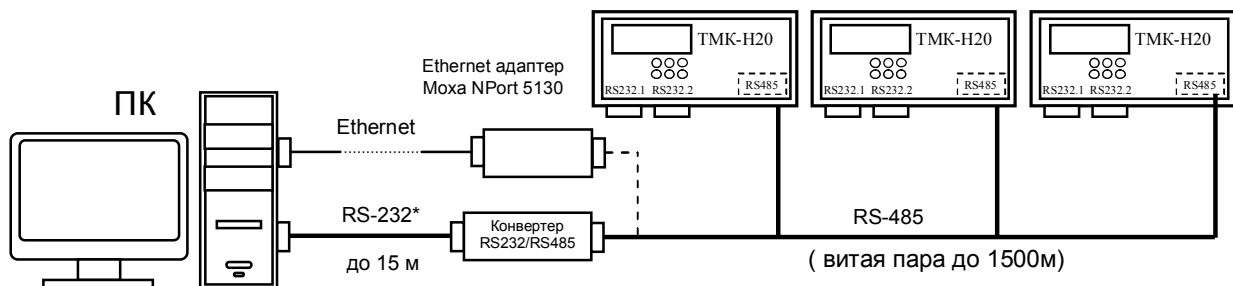 ПК
Ethernet адаптер
Moxa NPort 5130
Ethernet
RS-232*
до 15 м
Конвертер
RS232/RS485
ТМК-Н20
RS232.1 RS232.2
RS485
ТМК-Н20
RS232.1 RS232.2
RS485
ТМК-Н20
RS232.1 RS232.2
RS485
RS-485
( витая пара до 1500м)